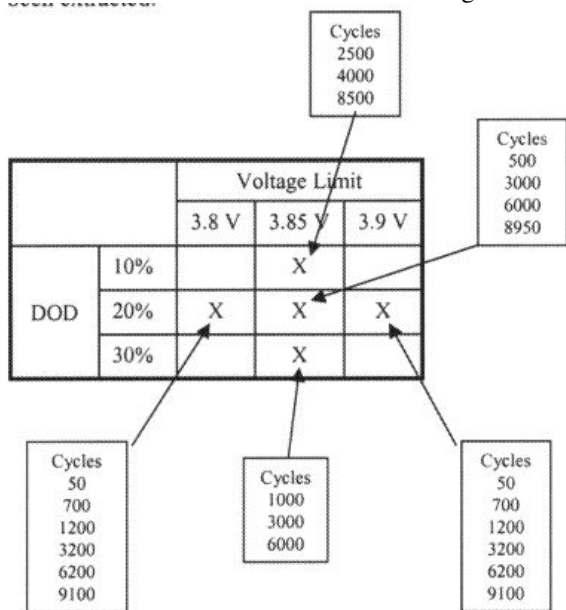 Cycles
2500
4000
8500
Cycles
500
3000
6000
8950
Voltage Limit
3.8 V 3.85 V 3.9 V
10% X
DOD 20% X X X
30% X
Cycles
50
700
1200
3200
6200
9100
Cycles
1000
3000
6000
Cycles
50
700
1200
3200
6200
9100